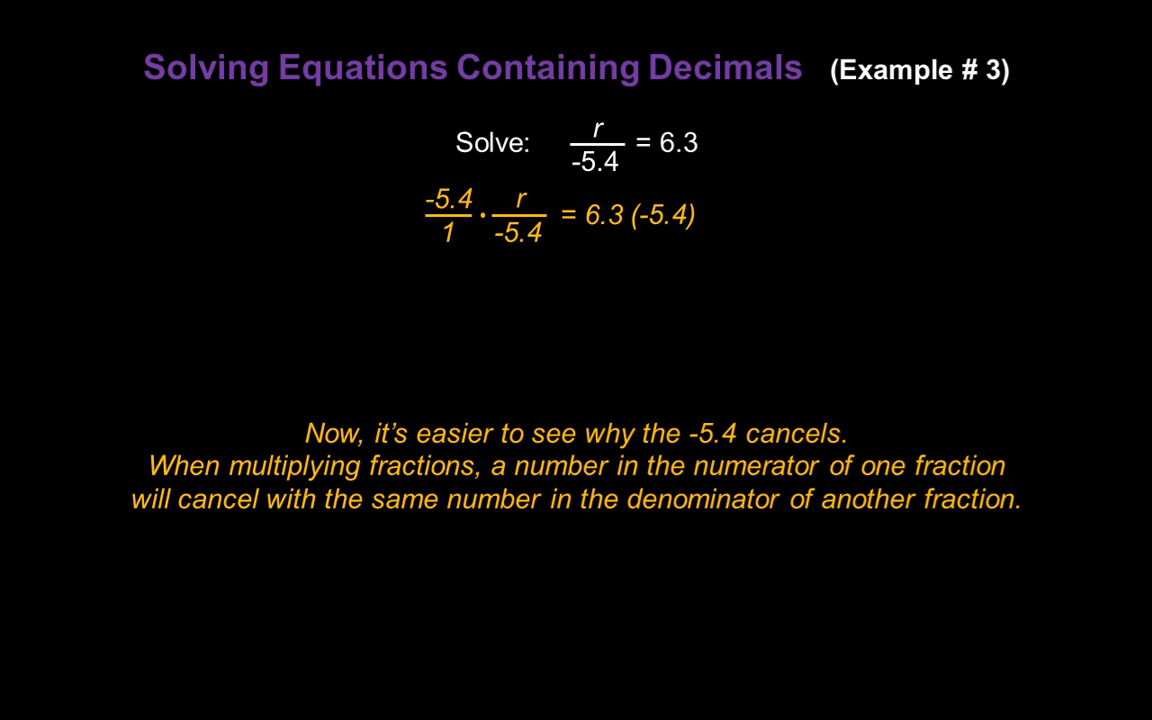 Solving Equations Containing Decimals (Example # 3)
Solve: r/-5.4 = 6.3
-5.4/1 · r/-5.4 = 6.3 (-5.4)
Now, it’s easier to see why the -5.4 cancels.
When multiplying fractions, a number in the numerator of one fraction
will cancel with the same number in the denominator of another fraction.